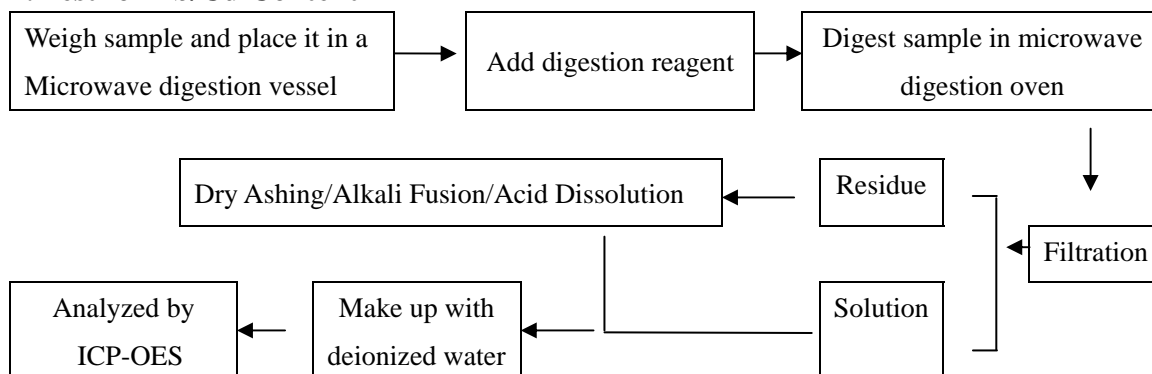 Weigh sample and place it in a
Microwave digestion vessel
Add digestion reagent
Digest sample in microwave
digestion oven
Dry Ashing/Alkali Fusion/Acid Dissolution
Residue
Filtration
Analyzed by
ICP-OES
Make up with
deionized water
Solution